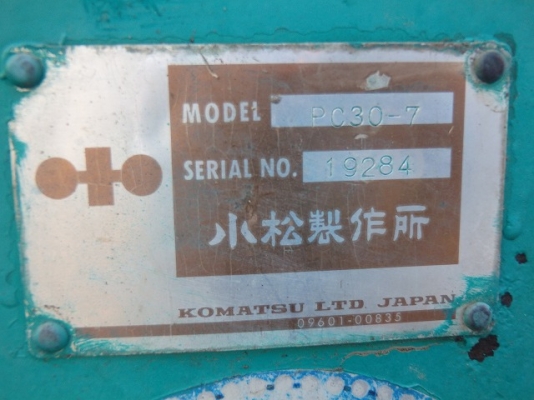 MODEL PC30-7
SERIAL NO. 19284
小松製作所
KOMATSU LTD. JAPAN
09601-00835